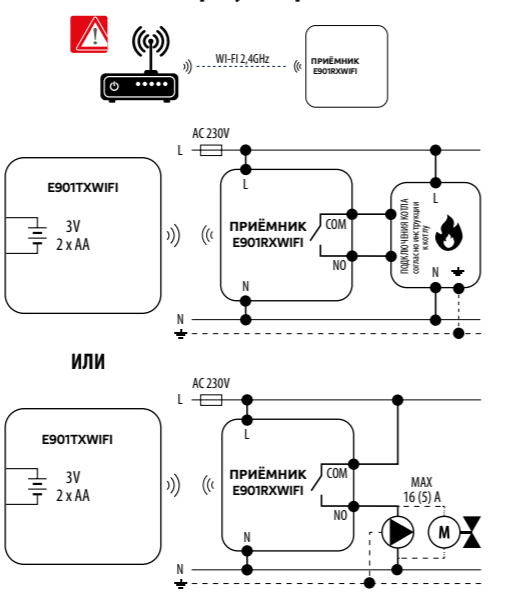 WI-FI 2,4GHz
ПРИЁМНИК
E901RXWIFI
AC 230V
L
E901TXWIFI
3V
2 x AA
L
ПРИЁМНИК
E901RXWIFI
COM
NO
N
L
ПОДКЛЮЧЕНИЯ КОТЛА
согласно инструкции
к котлу
N
N
ИЛИ
AC 230V
L
E901TXWIFI
3V
2 x AA
L
ПРИЁМНИК
E901RXWIFI
COM
NO
N
MAX
16 (5) A
M
N